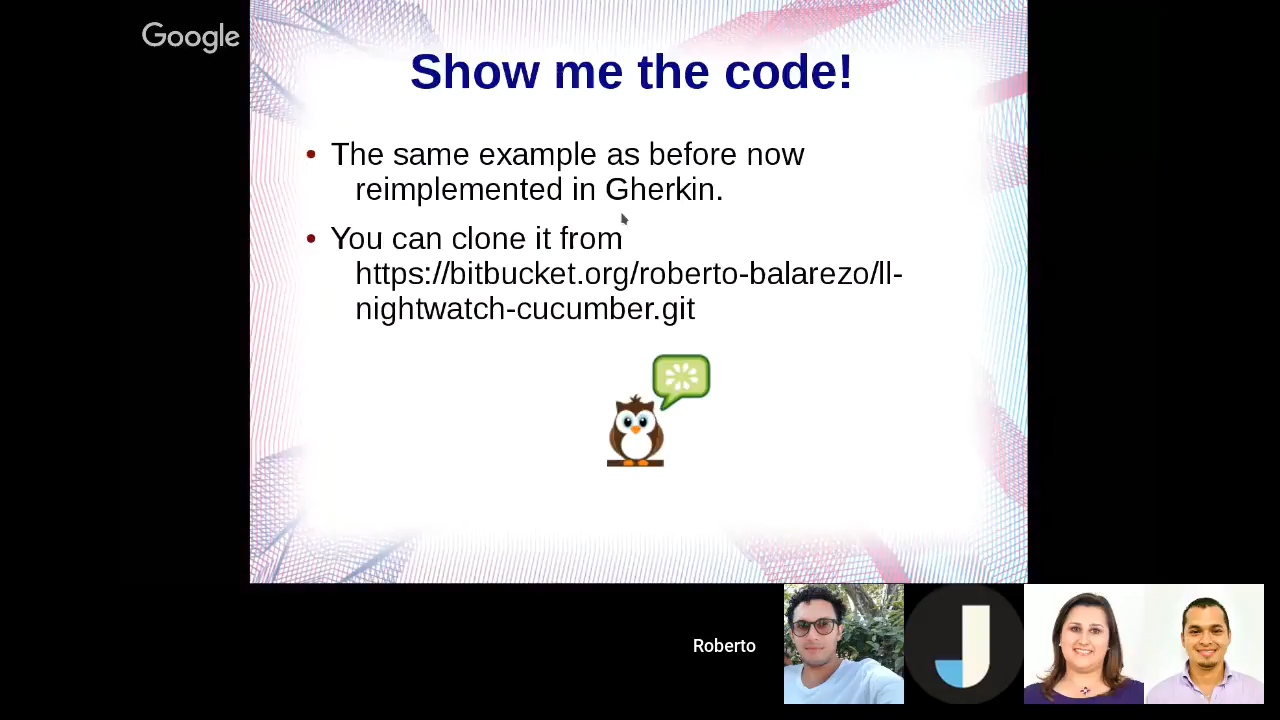 Google
Show me the code!
• The same example as before now
reimplemented in Gherkin.
• You can clone it from
https://bitbucket.org/roberto-balarezo/ll-
nightwatch-cucumber.git
Roberto
J